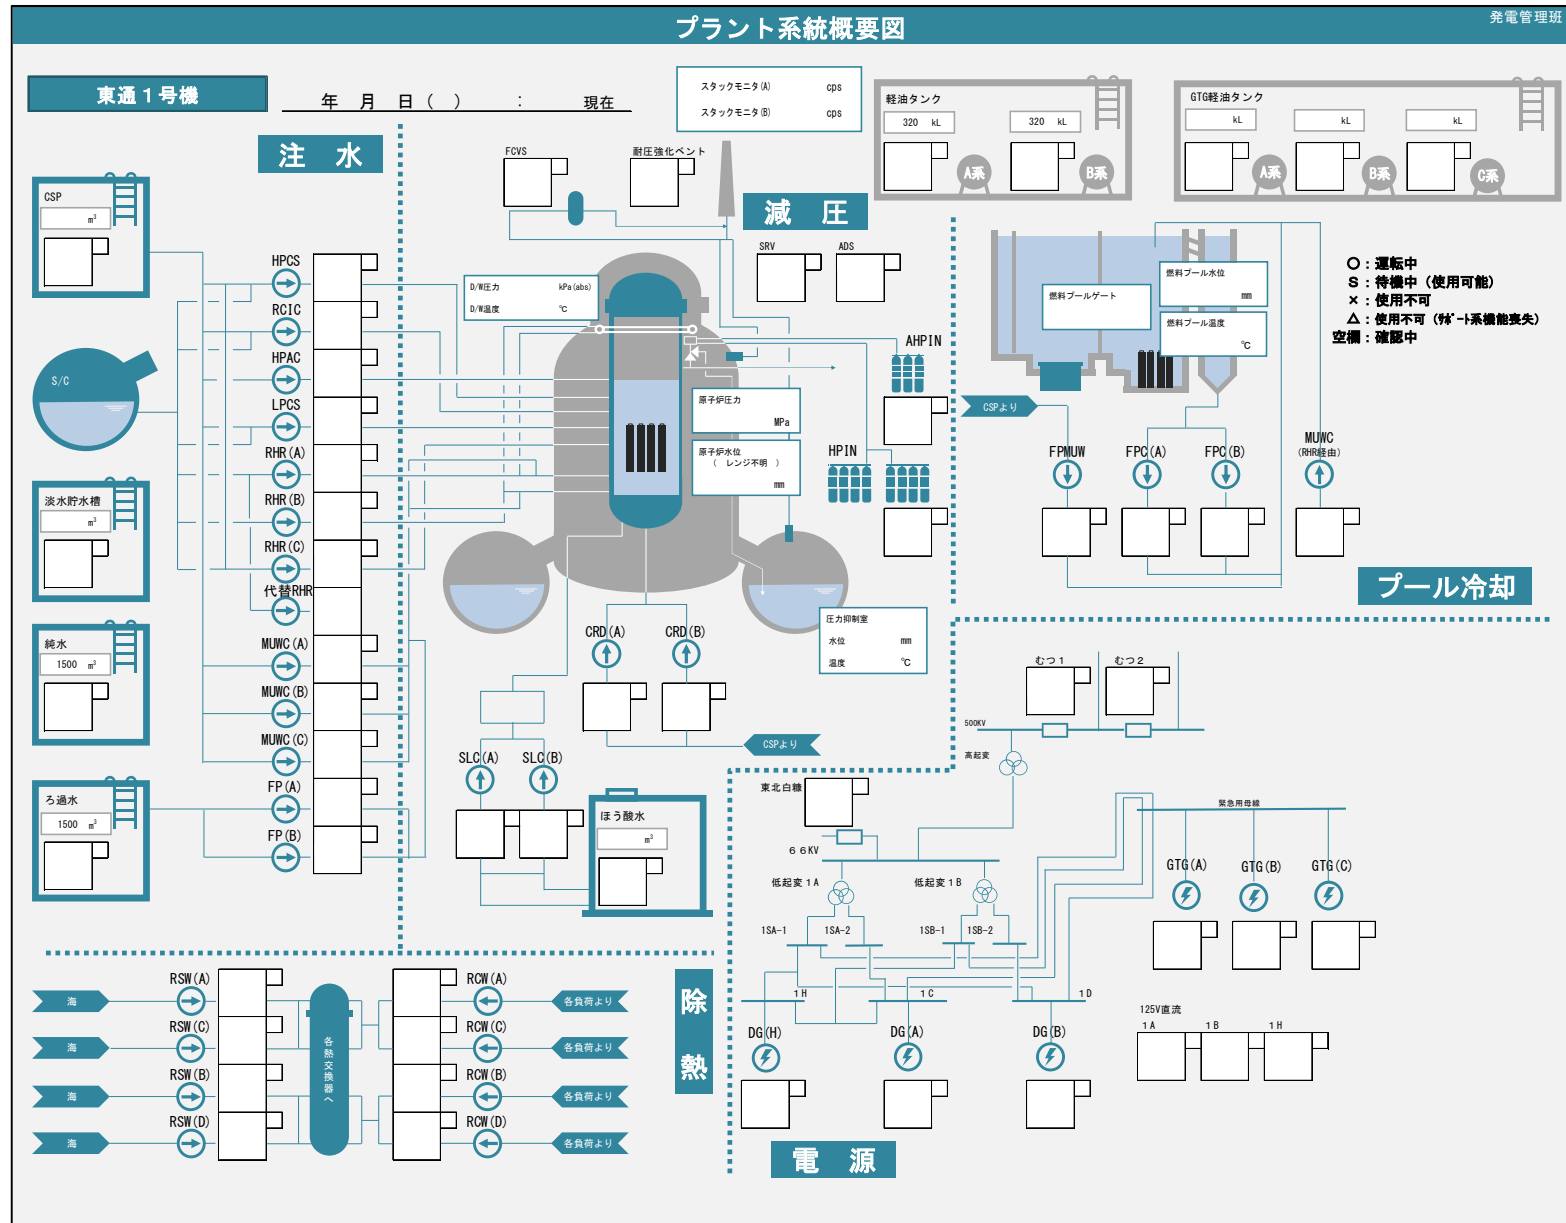 プラント系統概要図
発電管理班
東通１号機
年 月 日（ ） ： 現在
スタックモニタ(A) cps
スタックモニタ(B) cps
軽油タンク
320 kL
320 kL
A系
B系
GTG軽油タンク
kL
kL
kL
A系
B系
C系
注 水
CSP
m³
S/C
淡水貯水槽
m³
純水
1500 m³
ろ過水
1500 m³
HPCS
RCIC
HPAC
LPCS
RHR(A)
RHR(B)
RHR(C)
代替RHR
MUWC(A)
MUWC(B)
MUWC(C)
FP(A)
FP(B)
FCVS
耐圧強化ベント
減 圧
SRV
ADS
D/W圧力 kPa(abs)
D/W温度 ℃
原子炉圧力
MPa
原子炉水位
（ レンジ不明 ）
mm
AHPIN
HPIN
圧力抑制室
水位 mm
温度 ℃
CRD(A)
CRD(B)
CSPより
SLC(A)
SLC(B)
ほう酸水
m³
燃料プール水位
mm
燃料プールゲート
燃料プール温度
℃
○：運転中
S：待機中（使用可能）
×：使用不可
△：使用不可（ｻﾎﾟｰﾄ系機能喪失）
空欄：確認中
CSPより
FPMUW
FPC(A)
FPC(B)
MUWC
(RHR経由)
プール冷却
むつ１
むつ２
500KV
高起変
東北白糠
６６KV
低起変１A
低起変１B
1SA-1
1SA-2
1SB-1
1SB-2
１H
１C
１D
DG(H)
DG(A)
DG(B)
緊急用母線
GTG(A)
GTG(B)
GTG(C)
125V直流
１A
１B
１H
電 源
除
熱
RSW(A)
RSW(C)
RSW(B)
RSW(D)
海
海
海
海
各熱交換器へ
RCW(A)
RCW(C)
RCW(B)
RCW(D)
各負荷より
各負荷より
各負荷より
各負荷より